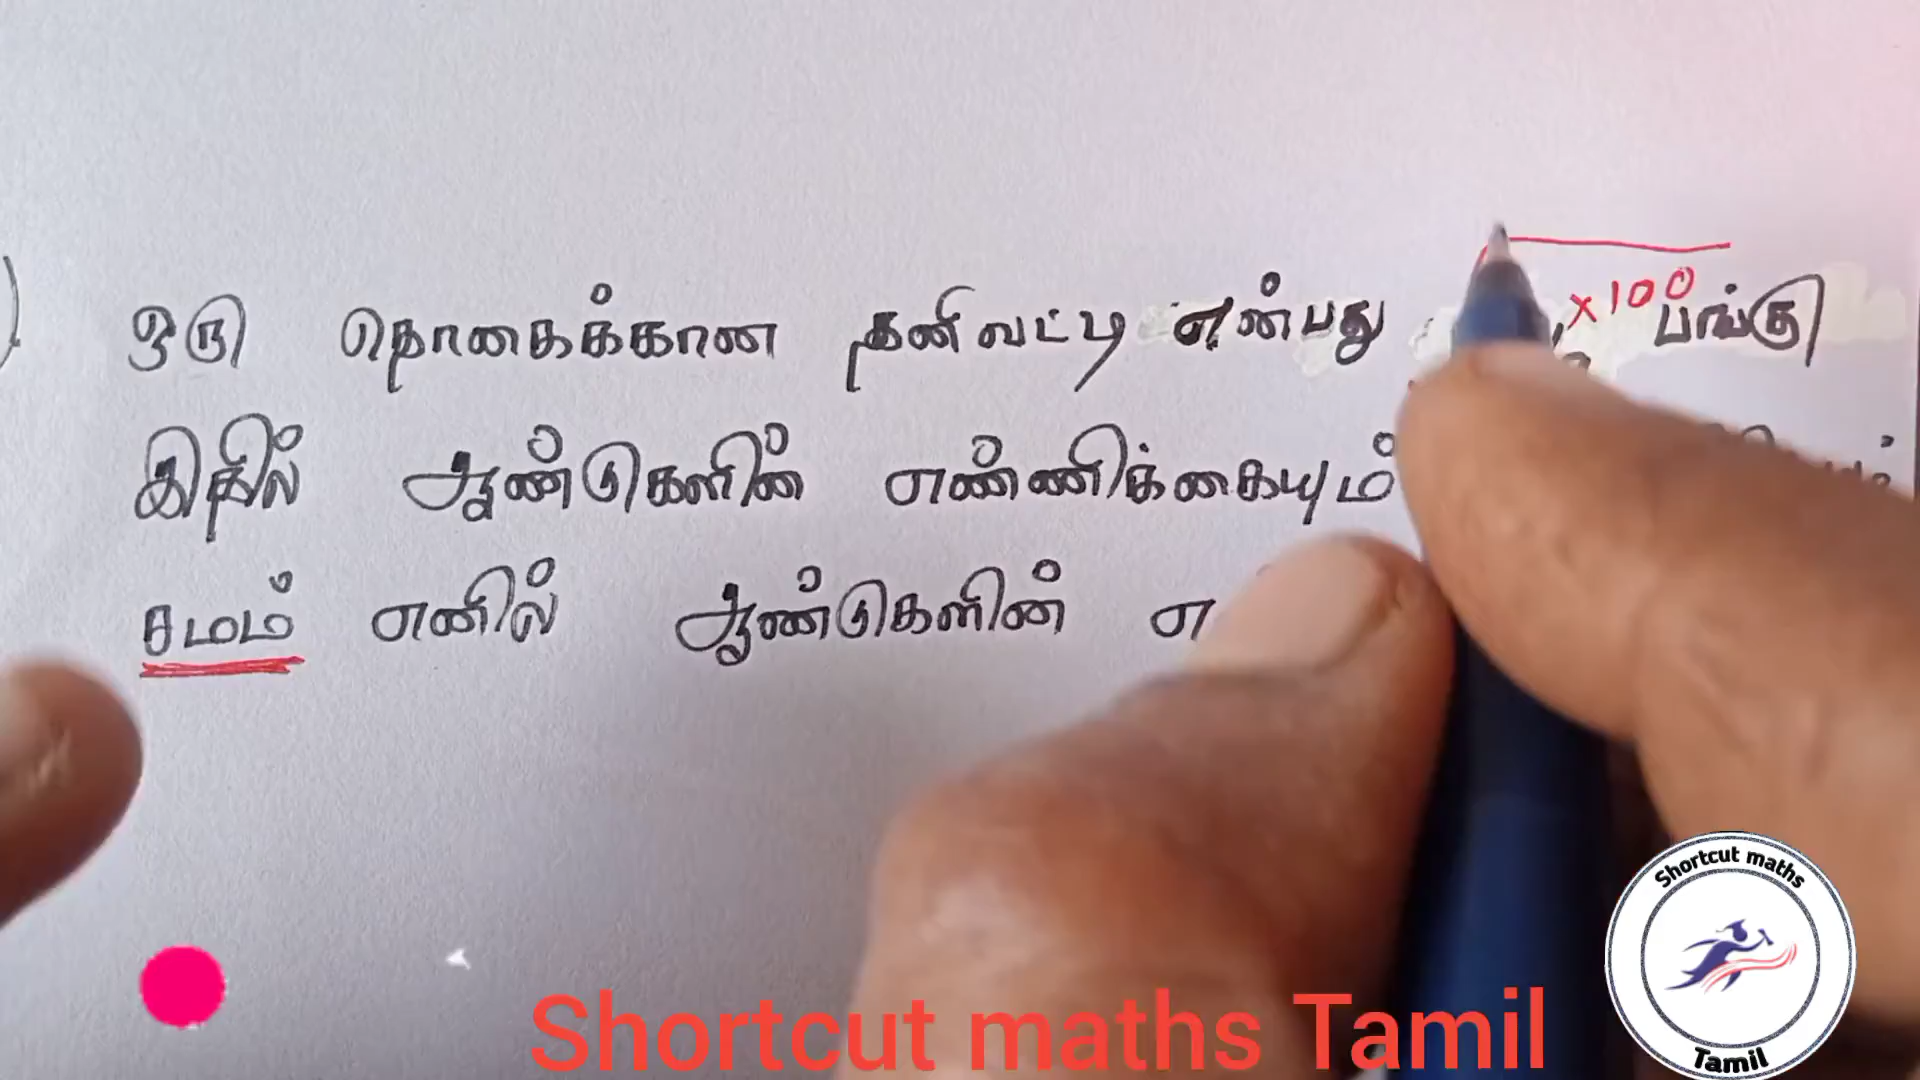 ஒரு தொகைக்கான தனிவட்டி என்பது ×100 பங்கு
இதில் ஆண்டுகளின் எண்ணிக்கையும்
சமம் எனில் ஆண்டுகளின் எ
Shortcut maths
Tamil
Shortcut maths Tamil